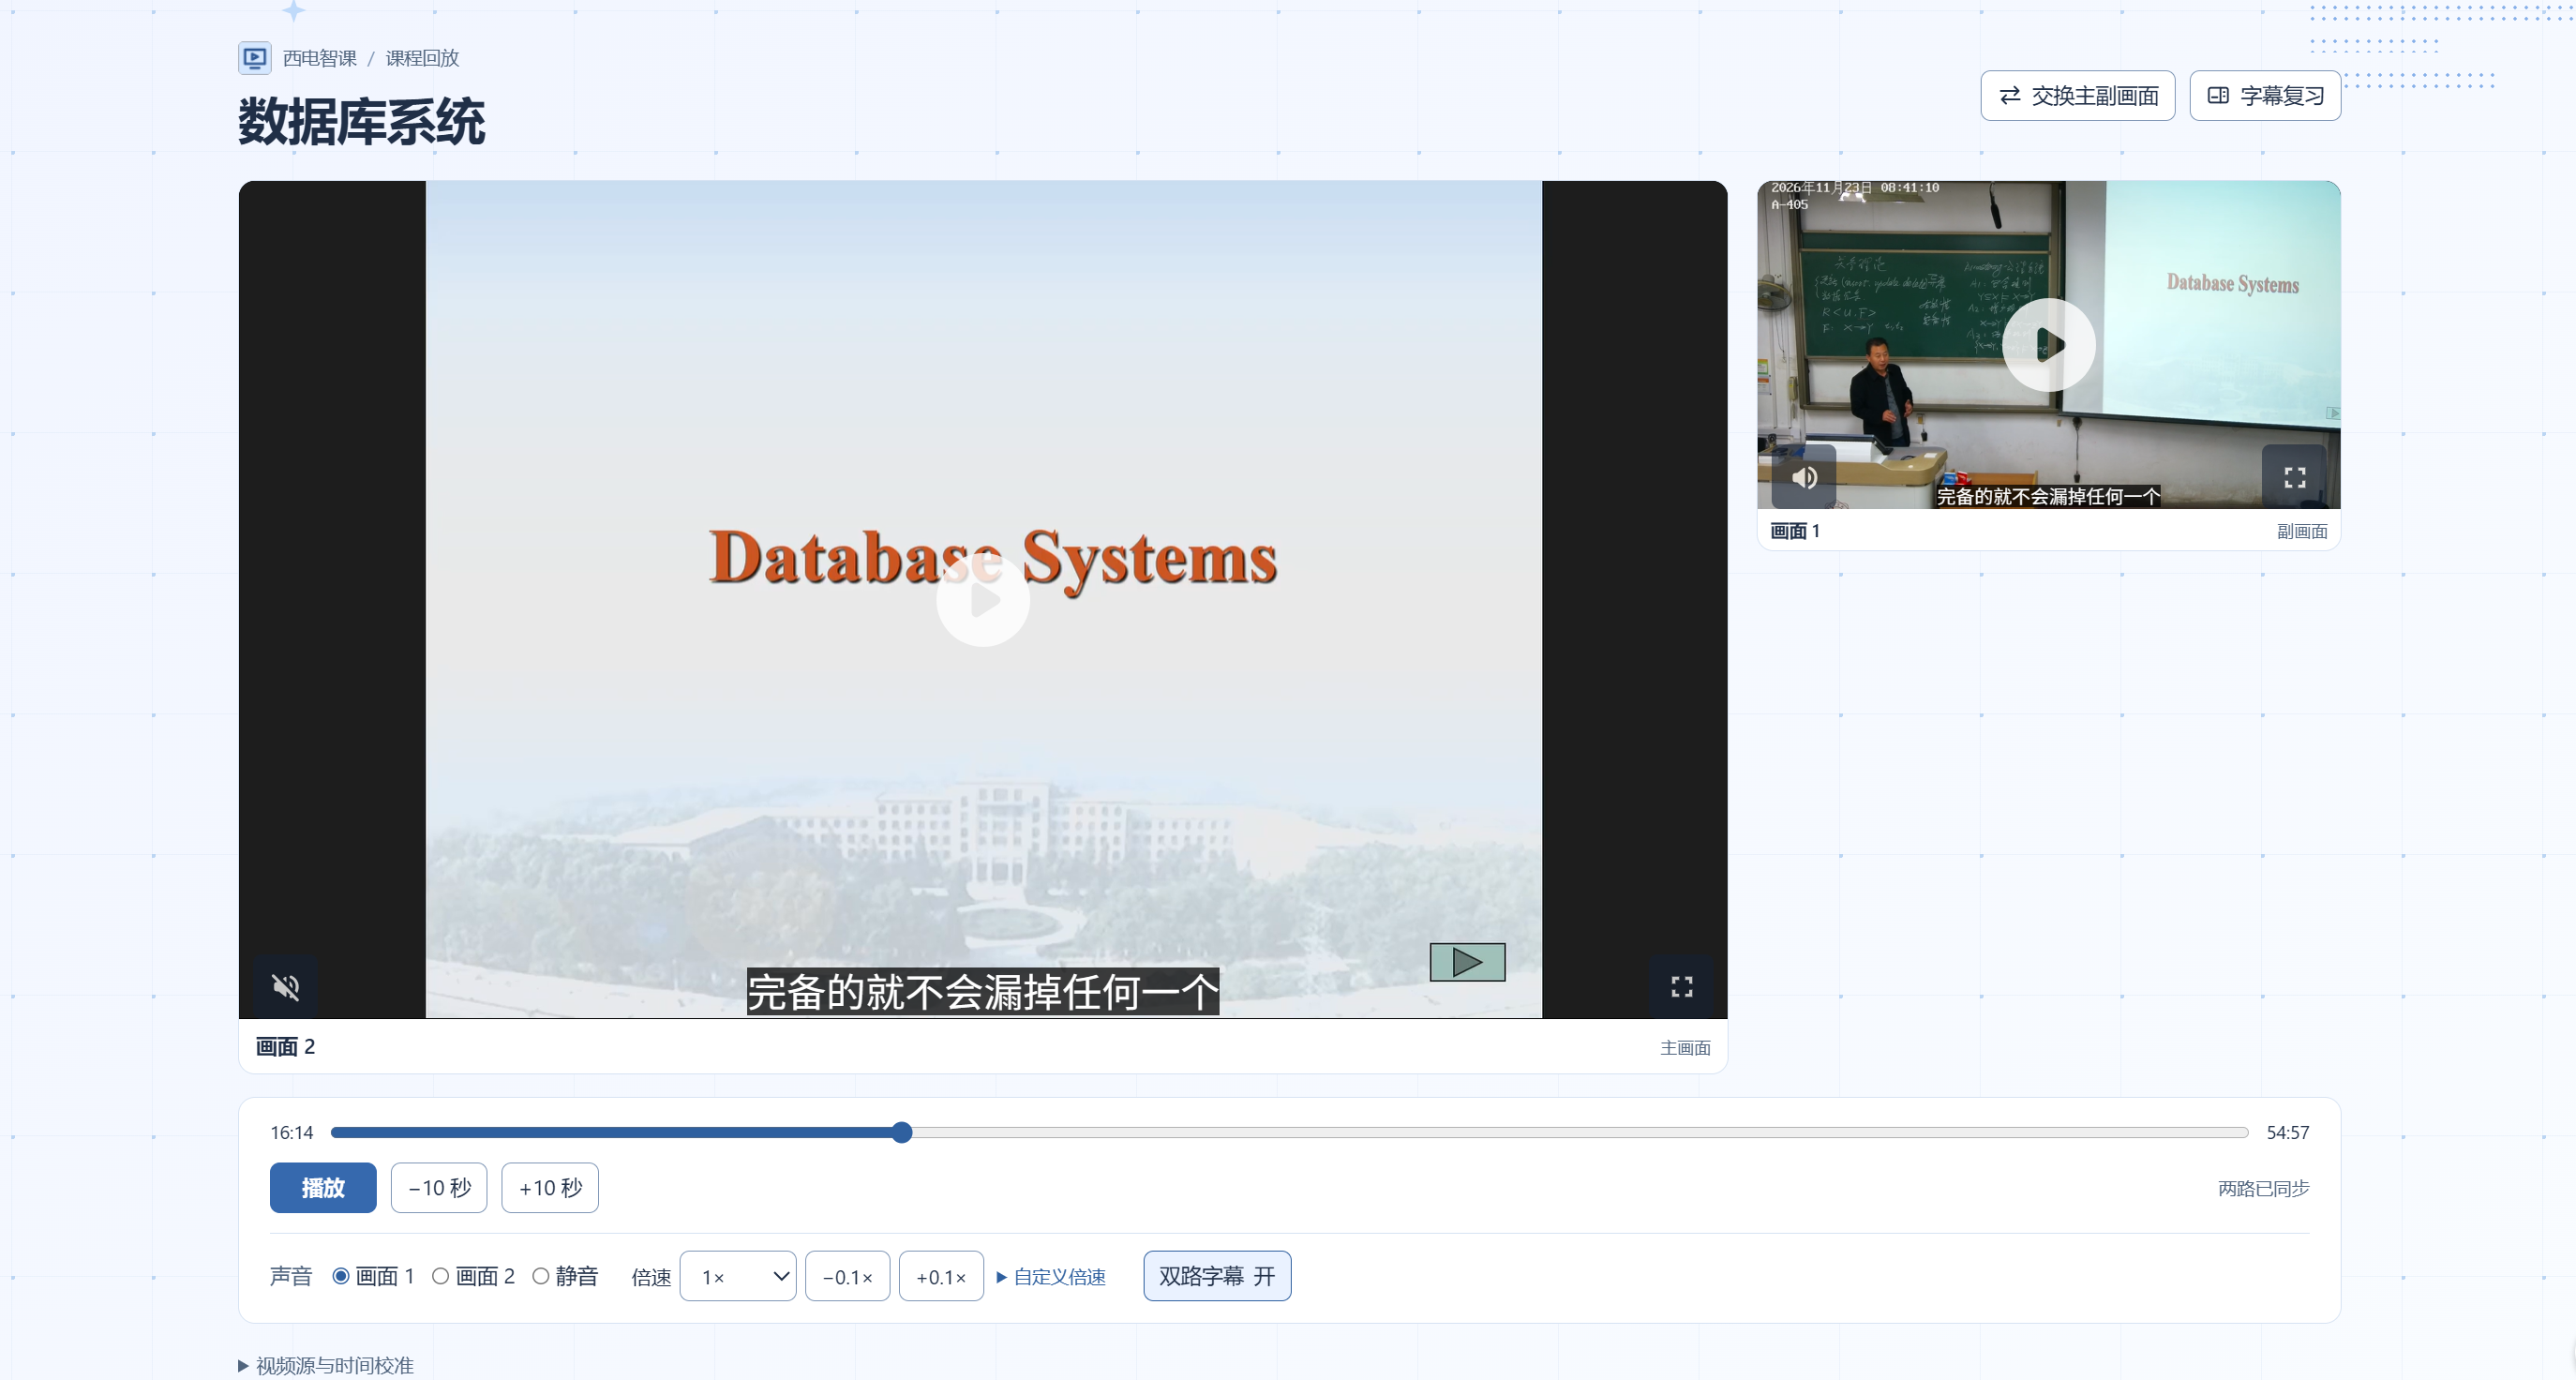 西电智课 / 课程回放
数据库系统
交换主副画面
字幕复习
Database Systems
完备的就不会漏掉任何一个
画面 2
主画面
2026年11月23日 08:41:10
A-405
R<U.F>
Database Systems
完备的就不会漏掉任何一个
画面 1
副画面
16:14
54:57
播放
−10 秒
+10 秒
两路已同步
声音 画面 1 画面 2 静音 倍速 1× −0.1× +0.1× 自定义倍速 双路字幕 开
视频源与时间校准